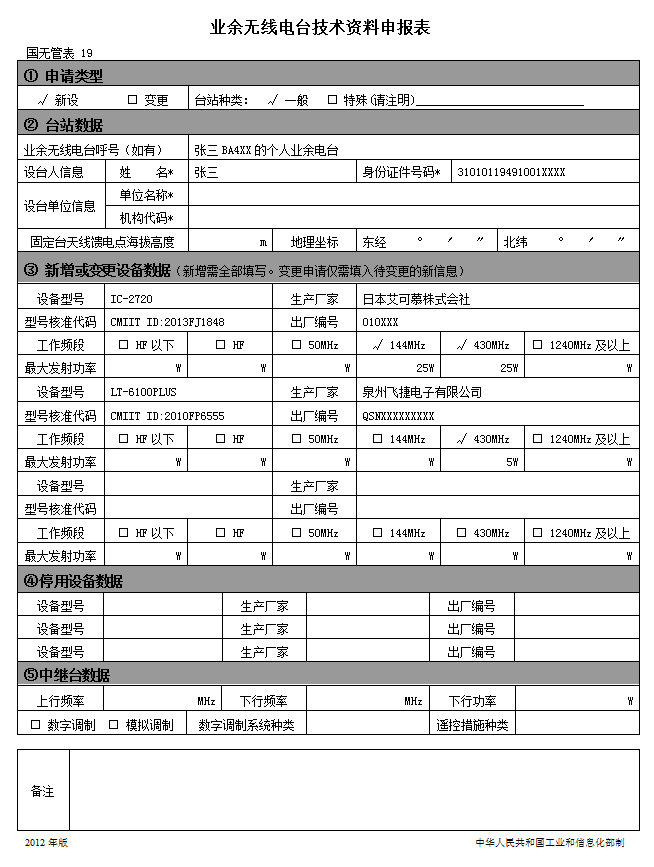 业余无线电台技术资料申报表
国无管表 19
① 申请类型
√ 新设 □ 变更 台站种类： √ 一般 □ 特殊(请注明)
② 台站数据
业余无线电台呼号（如有） 张三 BA4XX 的个人业余电台
设台人信息 姓 名* 张三 身份证件号码* 31010119491001XXXX
设台单位信息 单位名称*
机构代码*
固定台天线馈电点海拔高度 m 地理坐标 东经 ° ′ ″ 北纬 ° ′ ″
③ 新增或变更设备数据（新增需全部填写。变更申请仅需填入待变更的新信息）
设备型号 IC-2720 生产厂家 日本艾可慕株式会社
型号核准代码 CMIIT ID:2013FJ1848 出厂编号 010XXX
工作频段 □ HF 以下 □ HF □ 50MHz √ 144MHz √ 430MHz □ 1240MHz 及以上
最大发射功率 W W W 25W 25W W
设备型号 LT-6100PLUS 生产厂家 泉州飞捷电子有限公司
型号核准代码 CMIIT ID:2010FP6555 出厂编号 QSNXXXXXXXXX
工作频段 □ HF 以下 □ HF □ 50MHz □ 144MHz √ 430MHz □ 1240MHz 及以上
最大发射功率 W W W W 5W W
设备型号 生产厂家
型号核准代码 出厂编号
工作频段 □ HF 以下 □ HF □ 50MHz □ 144MHz □ 430MHz □ 1240MHz 及以上
最大发射功率 W W W W W W
④停用设备数据
设备型号 生产厂家 出厂编号
设备型号 生产厂家 出厂编号
设备型号 生产厂家 出厂编号
⑤中继台数据
上行频率 MHz 下行频率 MHz 下行功率 W
□ 数字调制 □ 模拟调制 数字调制系统种类 遥控措施种类
备注
2012 年版 中华人民共和国工业和信息化部制